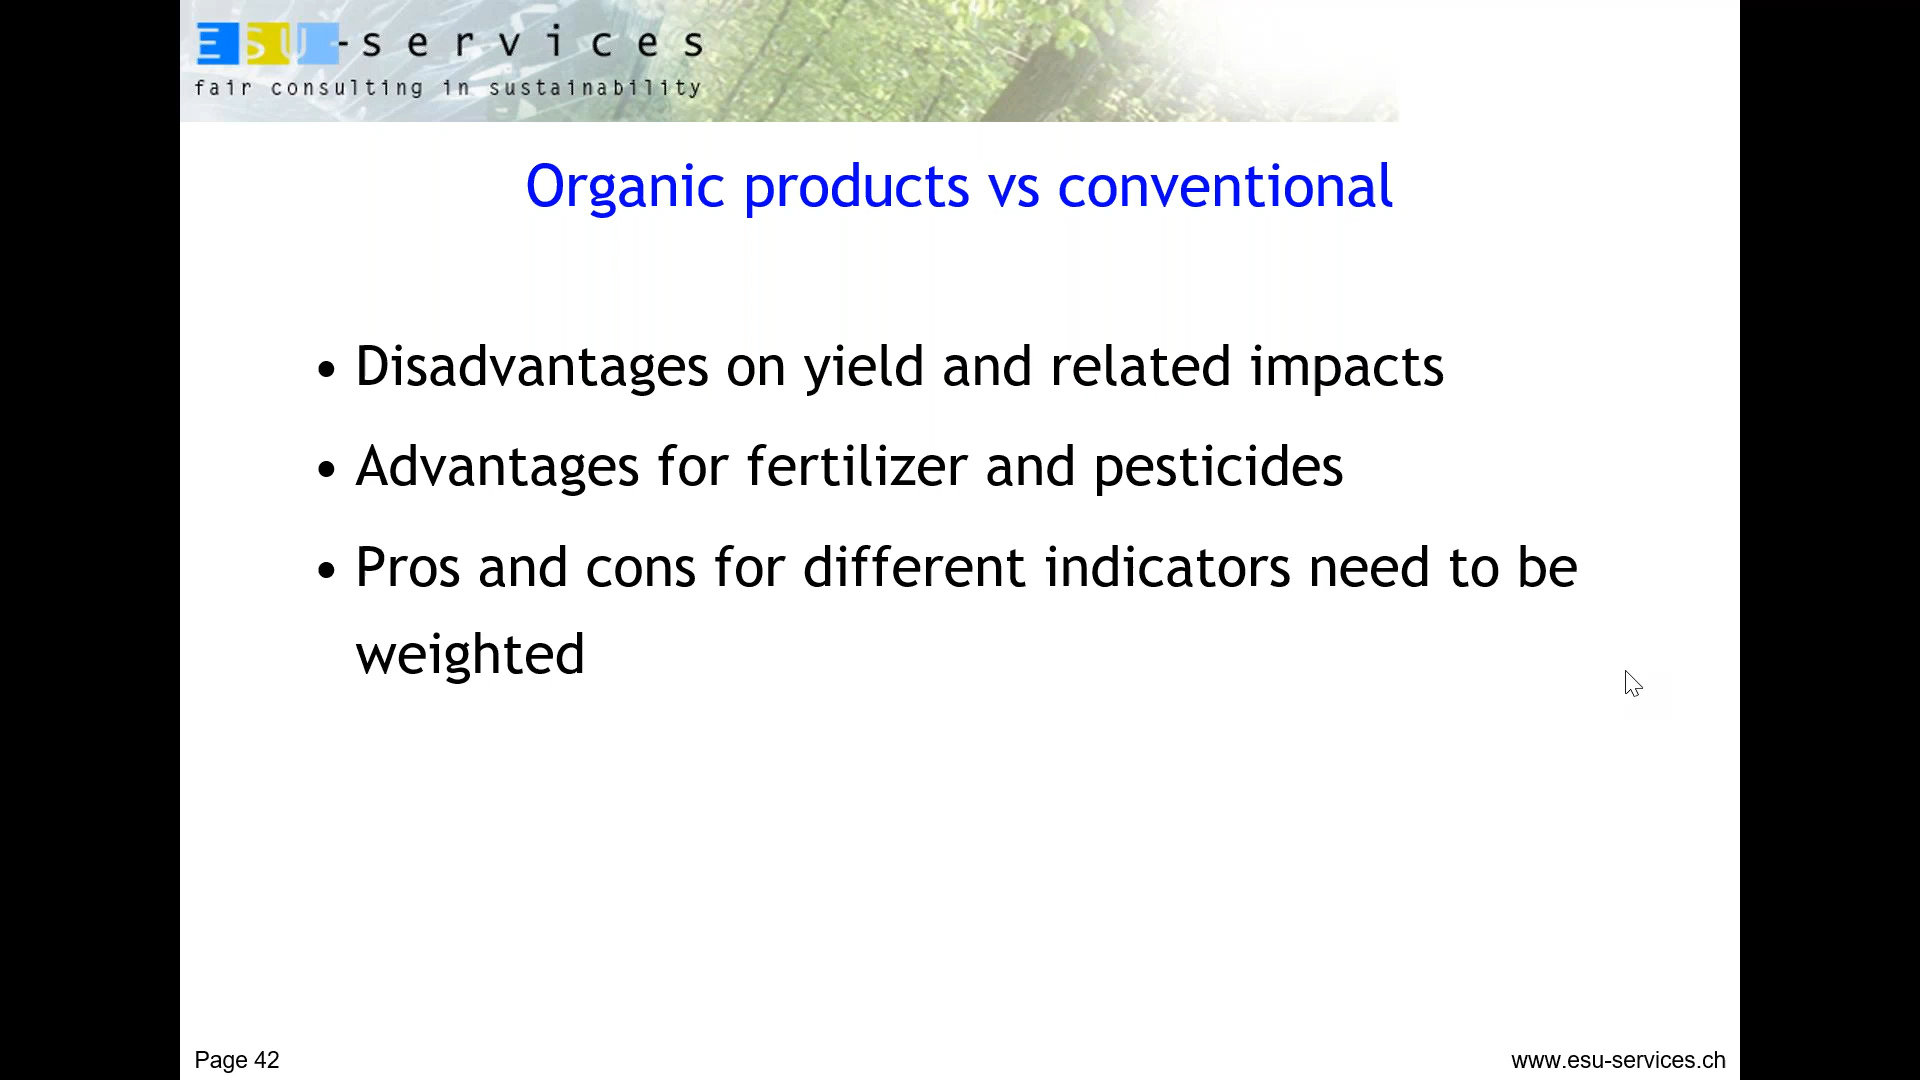 ESU-services
fair consulting in sustainability
Organic products vs conventional
• Disadvantages on yield and related impacts
• Advantages for fertilizer and pesticides
• Pros and cons for different indicators need to be
weighted
Page 42
www.esu-services.ch